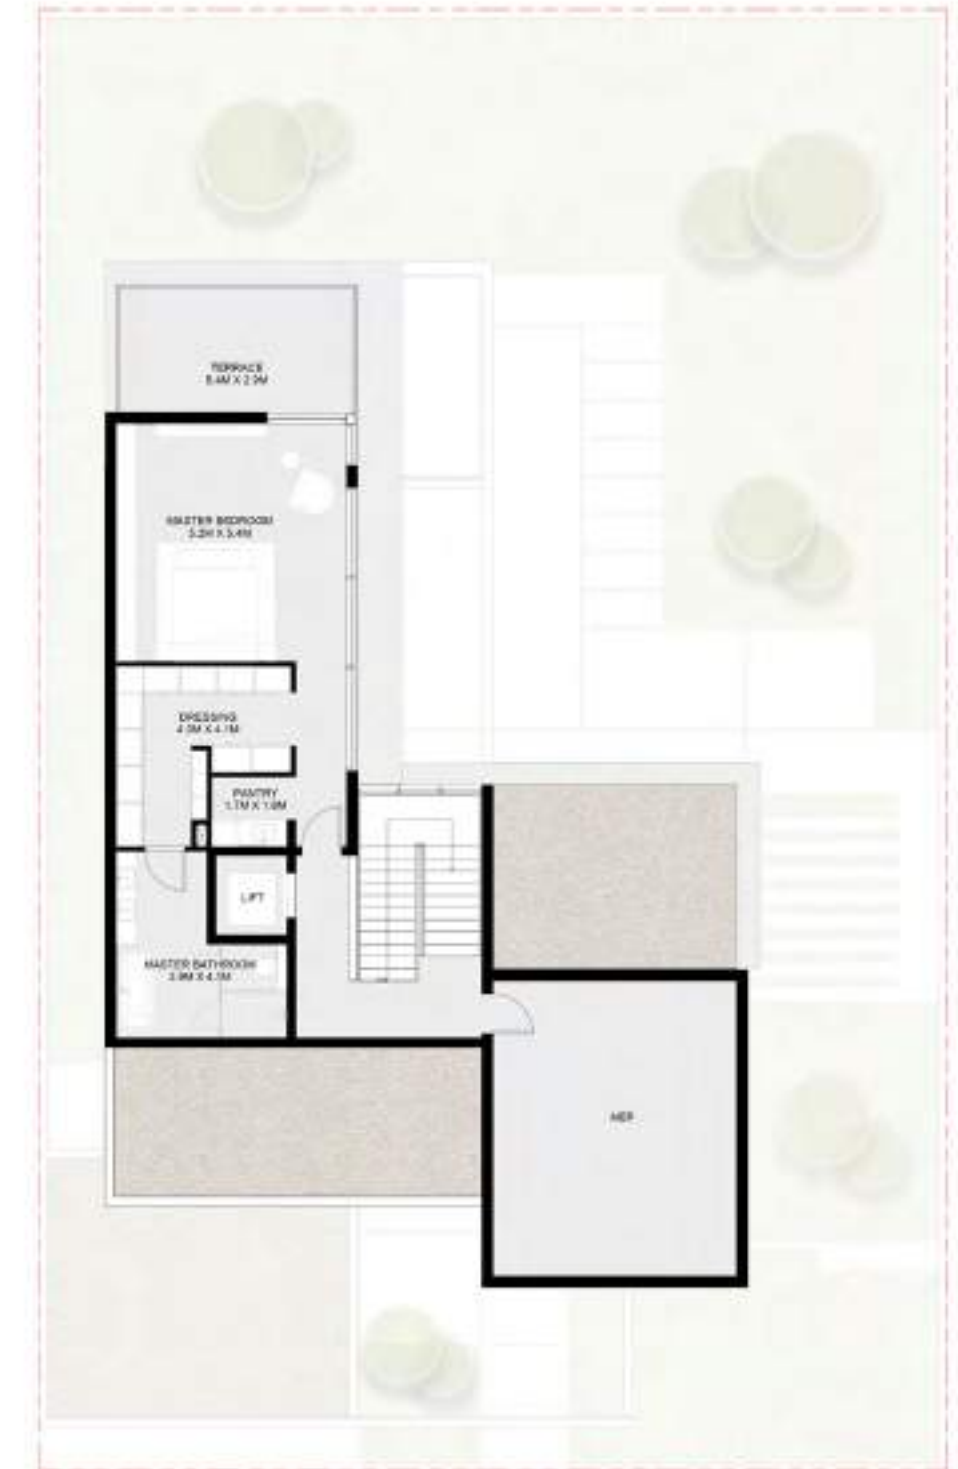 TERRACE
5.4M X 2.9M
MASTER BEDROOM
5.2M X 5.4M
DRESSING
4.0M X 4.1M
PANTRY
1.7M X 1.8M
LIFT
MASTER BATHROOM
3.9M X 4.1M
MEP